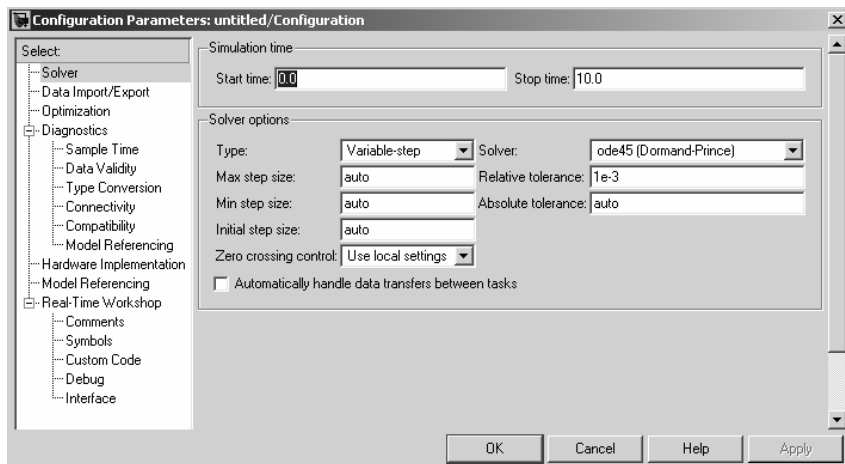 Configuration Parameters: untitled/Configuration
Select:
Solver
Data Import/Export
Optimization
Diagnostics
Sample Time
Data Validity
Type Conversion
Connectivity
Compatibility
Model Referencing
Hardware Implementation
Model Referencing
Real-Time Workshop
Comments
Symbols
Custom Code
Debug
Interface
Simulation time
Start time: 0.0 Stop time: 10.0
Solver options
Type: Variable-step Solver: ode45 (Dormand-Prince)
Max step size: auto Relative tolerance: 1e-3
Min step size: auto Absolute tolerance: auto
Initial step size: auto
Zero crossing control: Use local settings
Automatically handle data transfers between tasks
OK Cancel Help Apply